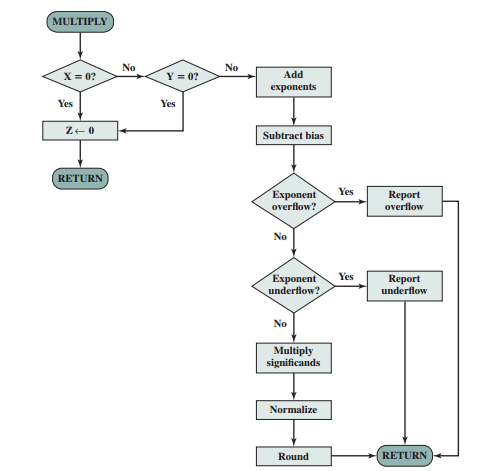 MULTIPLY
X = 0?
No
Y = 0?
No
Add
exponents
Yes
Yes
Z ← 0
Subtract bias
RETURN
Exponent
overflow?
Yes
Report
overflow
No
Exponent
underflow?
Yes
Report
underflow
No
Multiply
significands
Normalize
Round
RETURN